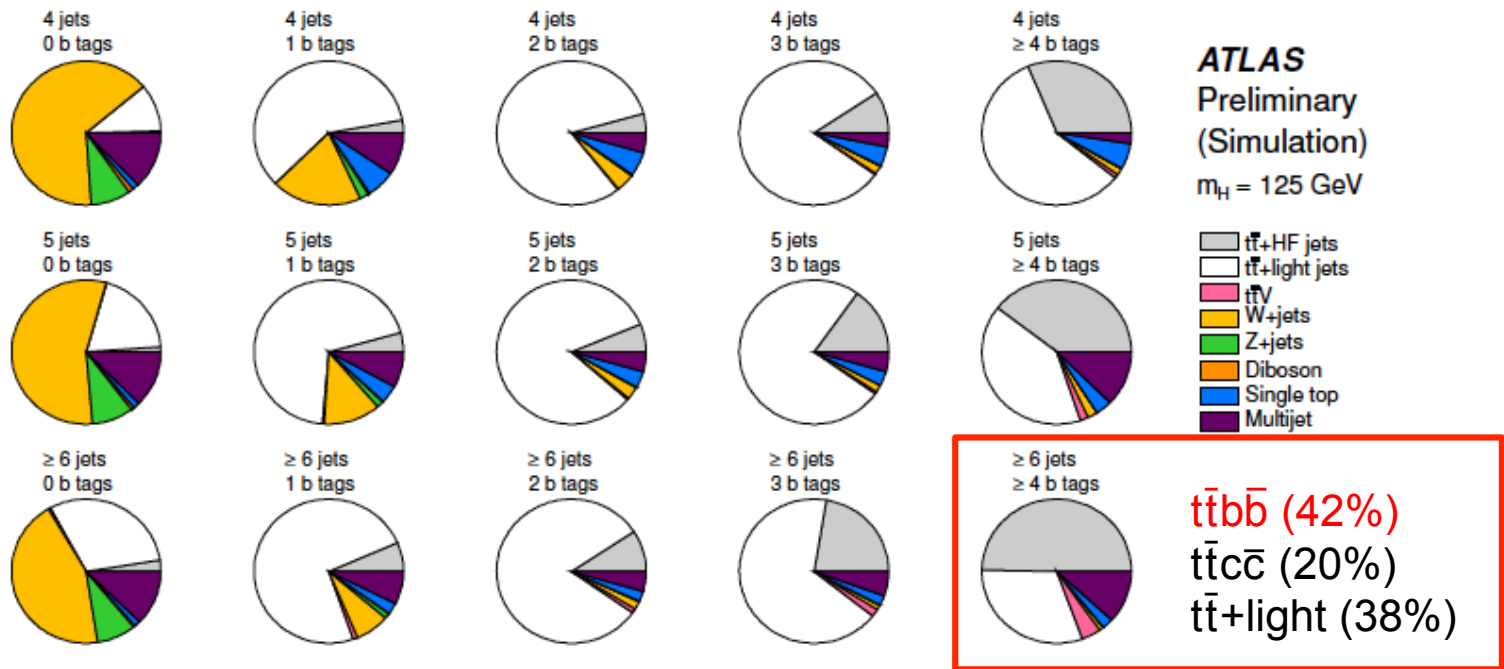 4 jets
0 b tags
4 jets
1 b tags
4 jets
2 b tags
4 jets
3 b tags
4 jets
≥ 4 b tags
ATLAS
Preliminary
(Simulation)
m_H = 125 GeV
5 jets
0 b tags
5 jets
1 b tags
5 jets
2 b tags
5 jets
3 b tags
5 jets
≥ 4 b tags
tt̄+HF jets
tt̄+light jets
tt̄V
W+jets
Z+jets
Diboson
Single top
Multijet
≥ 6 jets
0 b tags
≥ 6 jets
1 b tags
≥ 6 jets
2 b tags
≥ 6 jets
3 b tags
≥ 6 jets
≥ 4 b tags
tt̄bb̄ (42%)
tt̄cc̄ (20%)
tt̄+light (38%)